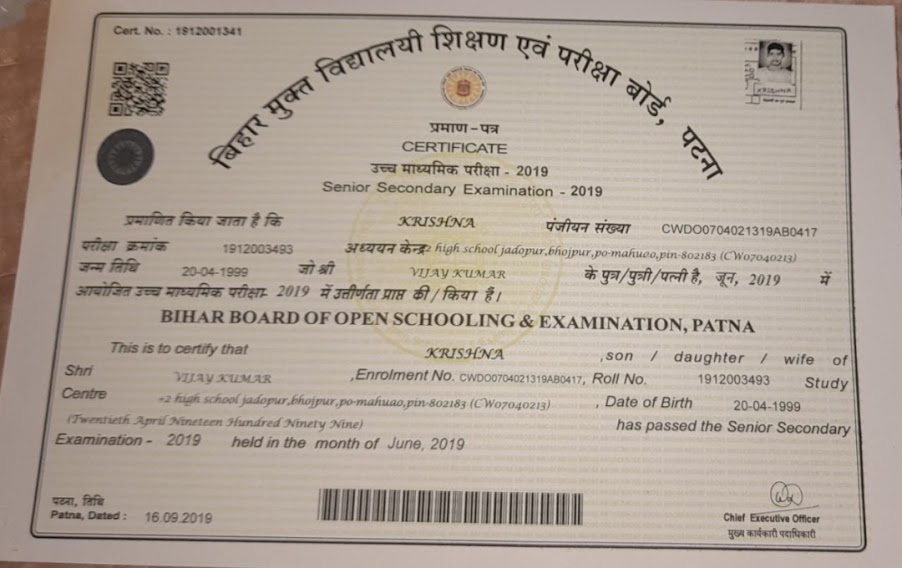 Cert. No. : 1912001341
बिहार मुक्त विद्यालयी शिक्षण एवं परीक्षा बोर्ड, पटना
KRISHNA
प्रमाण-पत्र
CERTIFICATE
उच्च माध्यमिक परीक्षा - 2019
Senior Secondary Examination - 2019
प्रमाणित किया जाता है कि KRISHNA पंजीयन संख्या CWDO0704021319AB0417
परीक्षा क्रमांक 1912003493 अध्ययन केन्द्र +2 high school jadopur,bhojpur,po-mahuao,pin-802183 (CW07040213)
जन्म तिथि 20-04-1999 जो श्री VIJAY KUMAR के पुत्र/पुत्री/पत्नी है, जून, 2019 में
आयोजित उच्च माध्यमिक परीक्षा- 2019 में उत्तीर्णता प्राप्त की/किया हैं।
BIHAR BOARD OF OPEN SCHOOLING & EXAMINATION, PATNA
This is to certify that KRISHNA ,son / daughter / wife of
Shri VIJAY KUMAR ,Enrolment No. CWDO0704021319AB0417, Roll No. 1912003493 Study
Centre +2 high school jadopur,bhojpur,po-mahuao,pin-802183 (CW07040213) , Date of Birth 20-04-1999
(Twentieth April Nineteen Hundred Ninety Nine) has passed the Senior Secondary
Examination - 2019 held in the month of June, 2019
पटना, तिथि
Patna, Dated : 16.09.2019
Chief Executive Officer
मुख्य कार्यकारी पदाधिकारी